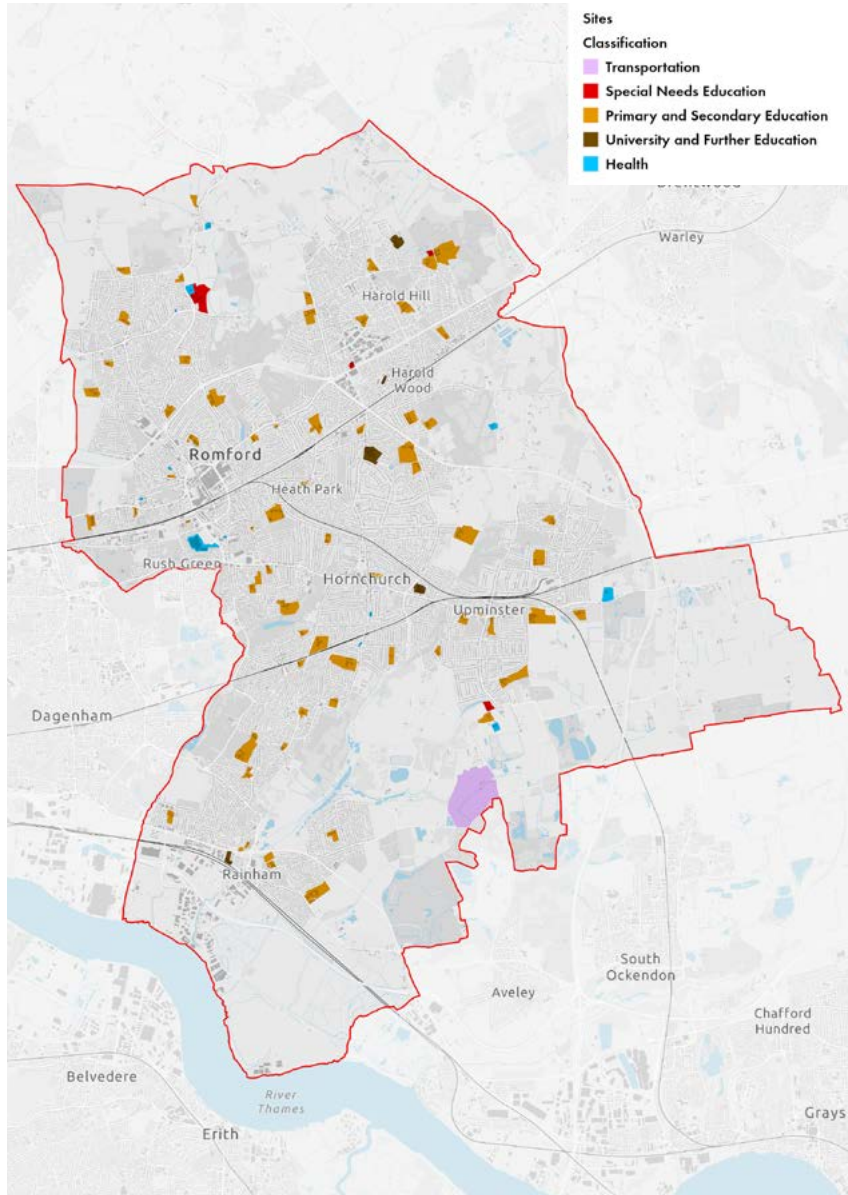 Sites
Classification
Transportation
Special Needs Education
Primary and Secondary Education
University and Further Education
Health
Warley
Harold Hill
Harold
Wood
Romford
Heath Park
Rush Green
Hornchurch
Upminster
Dagenham
Rainham
South
Ockendon
Aveley
Chafford
Hundred
Belvedere
River
Thames
Grays
Erith